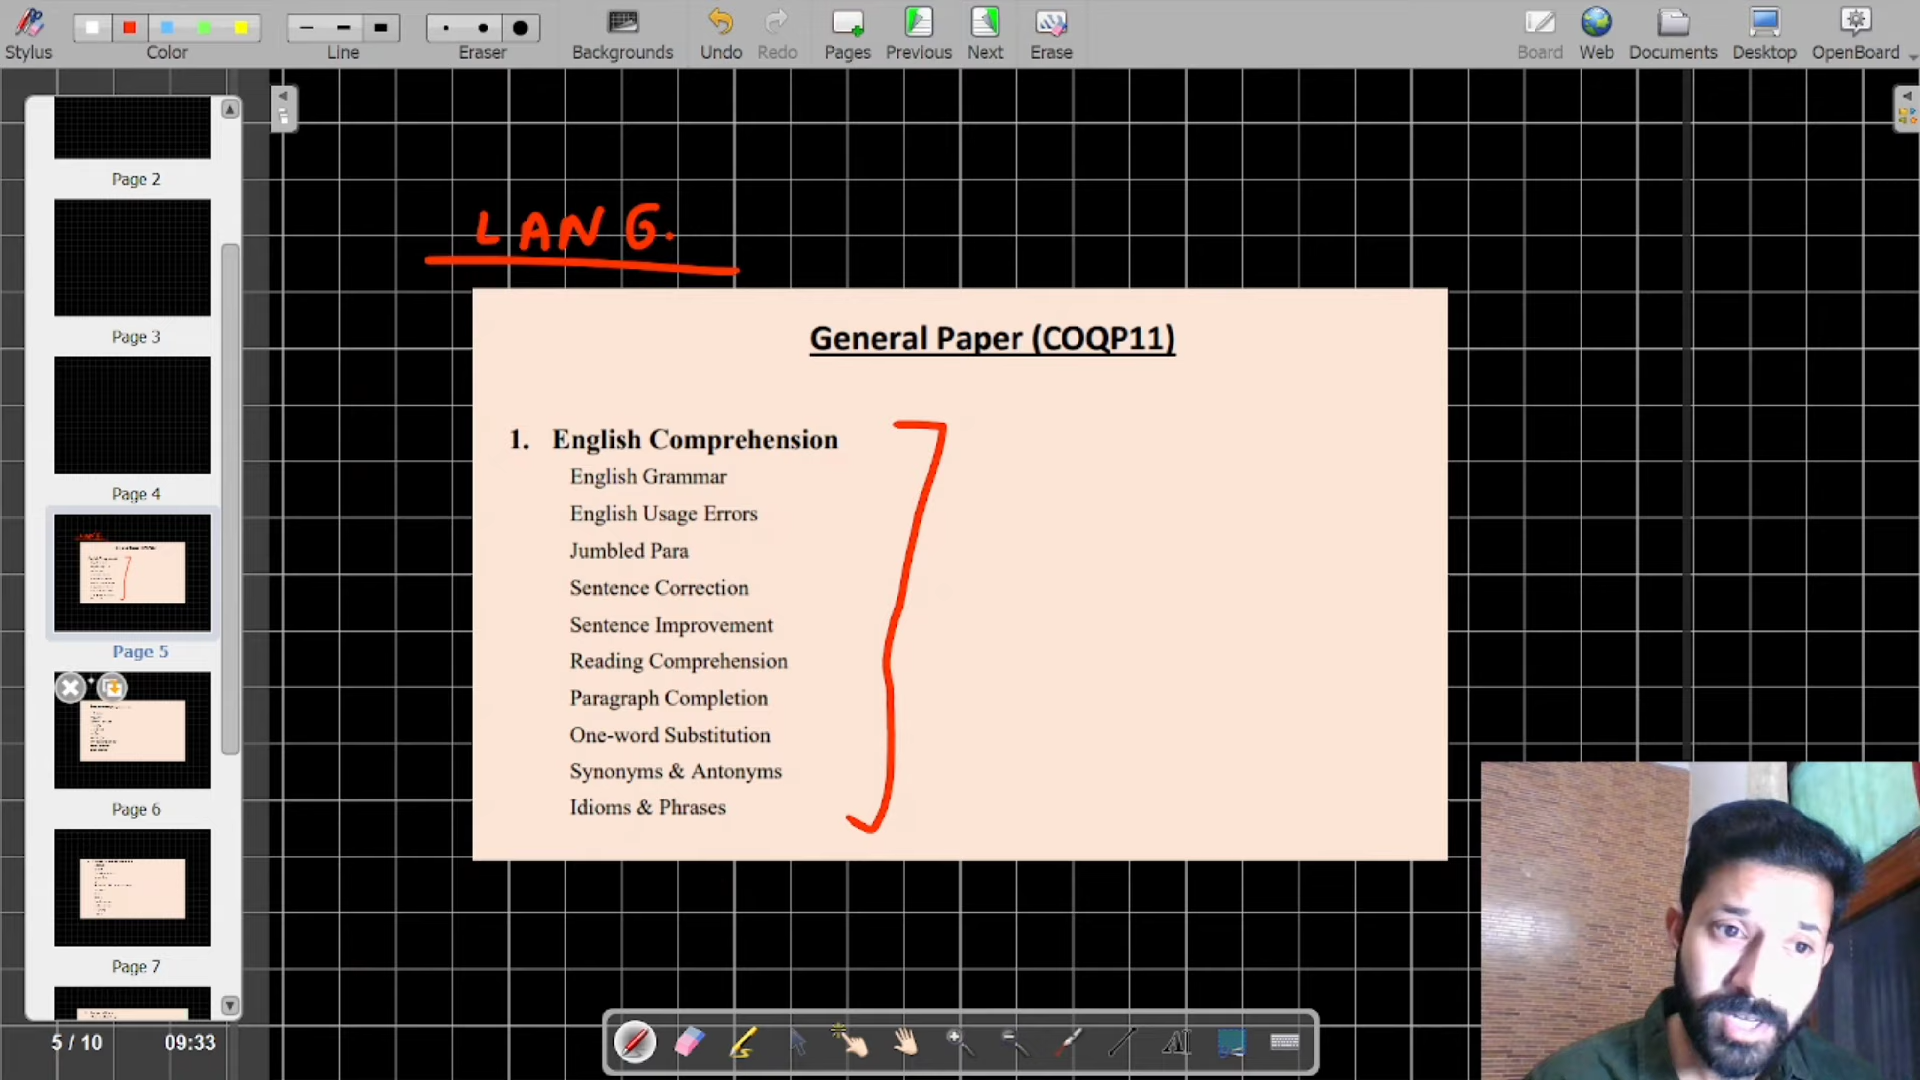 Stylus
Color
Line
Eraser
Backgrounds
Undo
Redo
Pages
Previous
Next
Erase
Board
Web
Documents
Desktop
OpenBoard
Page 2
Page 3
Page 4
Page 5
Page 6
Page 7
5 / 10
09:33
LANG.
General Paper (COQP11)
1. English Comprehension
English Grammar
English Usage Errors
Jumbled Para
Sentence Correction
Sentence Improvement
Reading Comprehension
Paragraph Completion
One-word Substitution
Synonyms & Antonyms
Idioms & Phrases